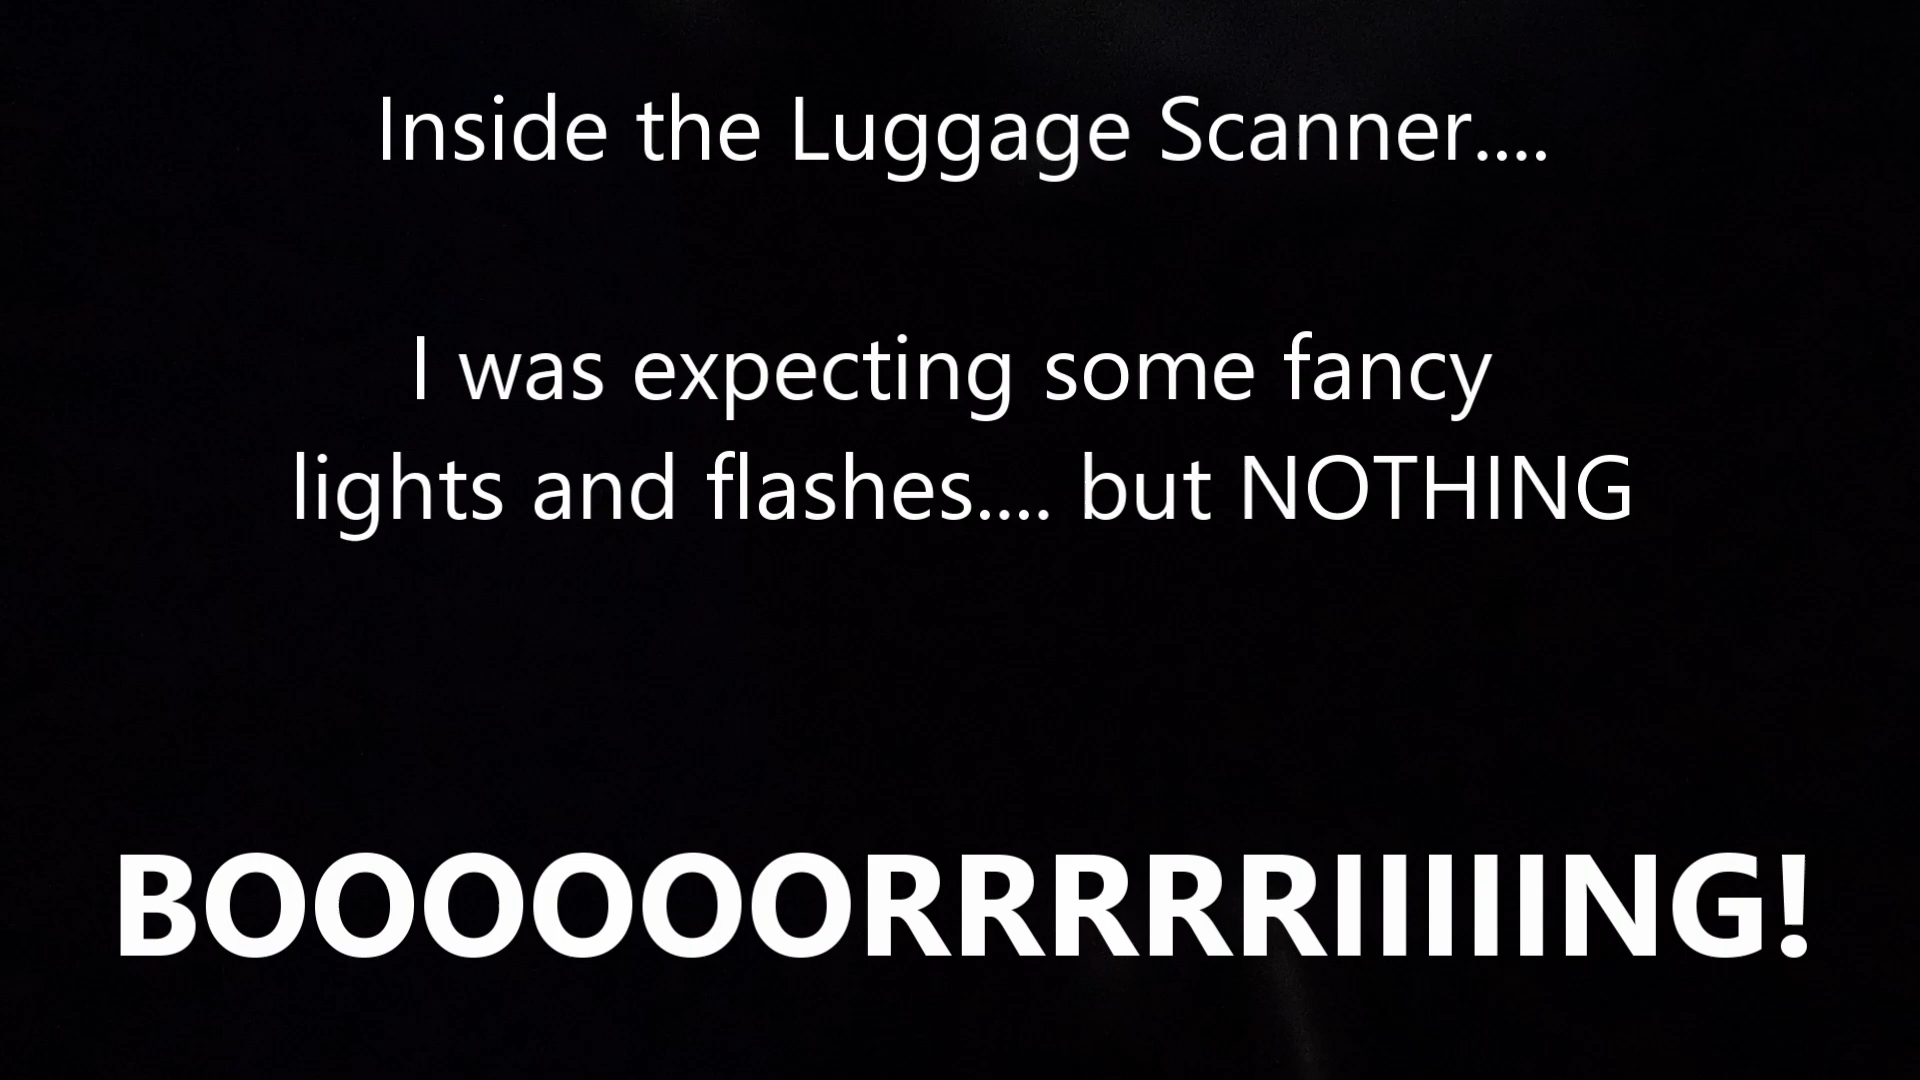 Inside the Luggage Scanner....
I was expecting some fancy
lights and flashes.... but NOTHING
BOOOOOORRRRRIIIIING!